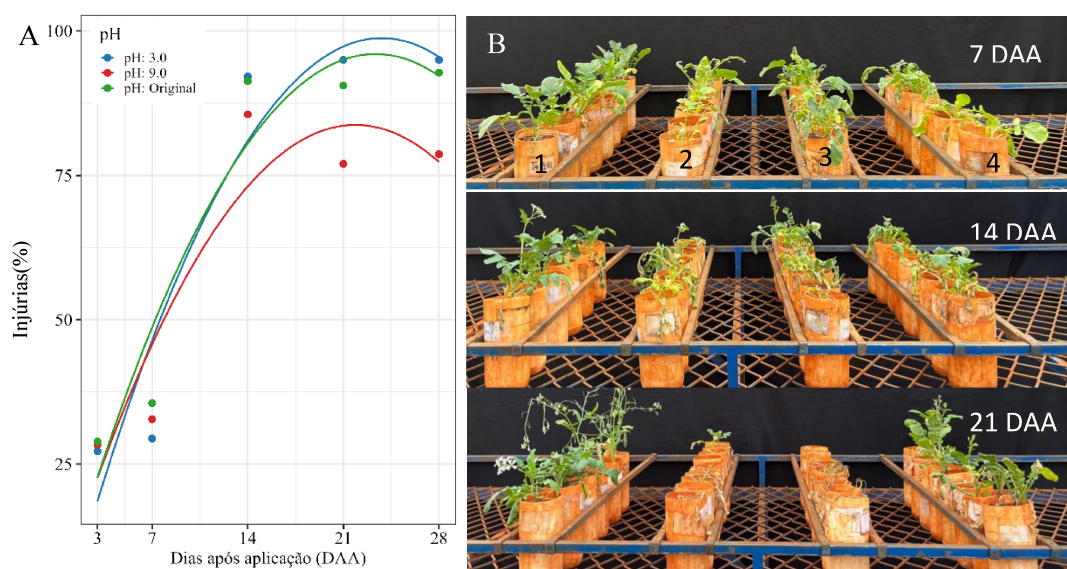 A
pH
pH: 3.0
pH: 9.0
pH: Original
100
75
50
25
Injúrias(%)
3 7 14 21 28
Dias após aplicação (DAA)
B
7 DAA
1 2 3 4
14 DAA
21 DAA